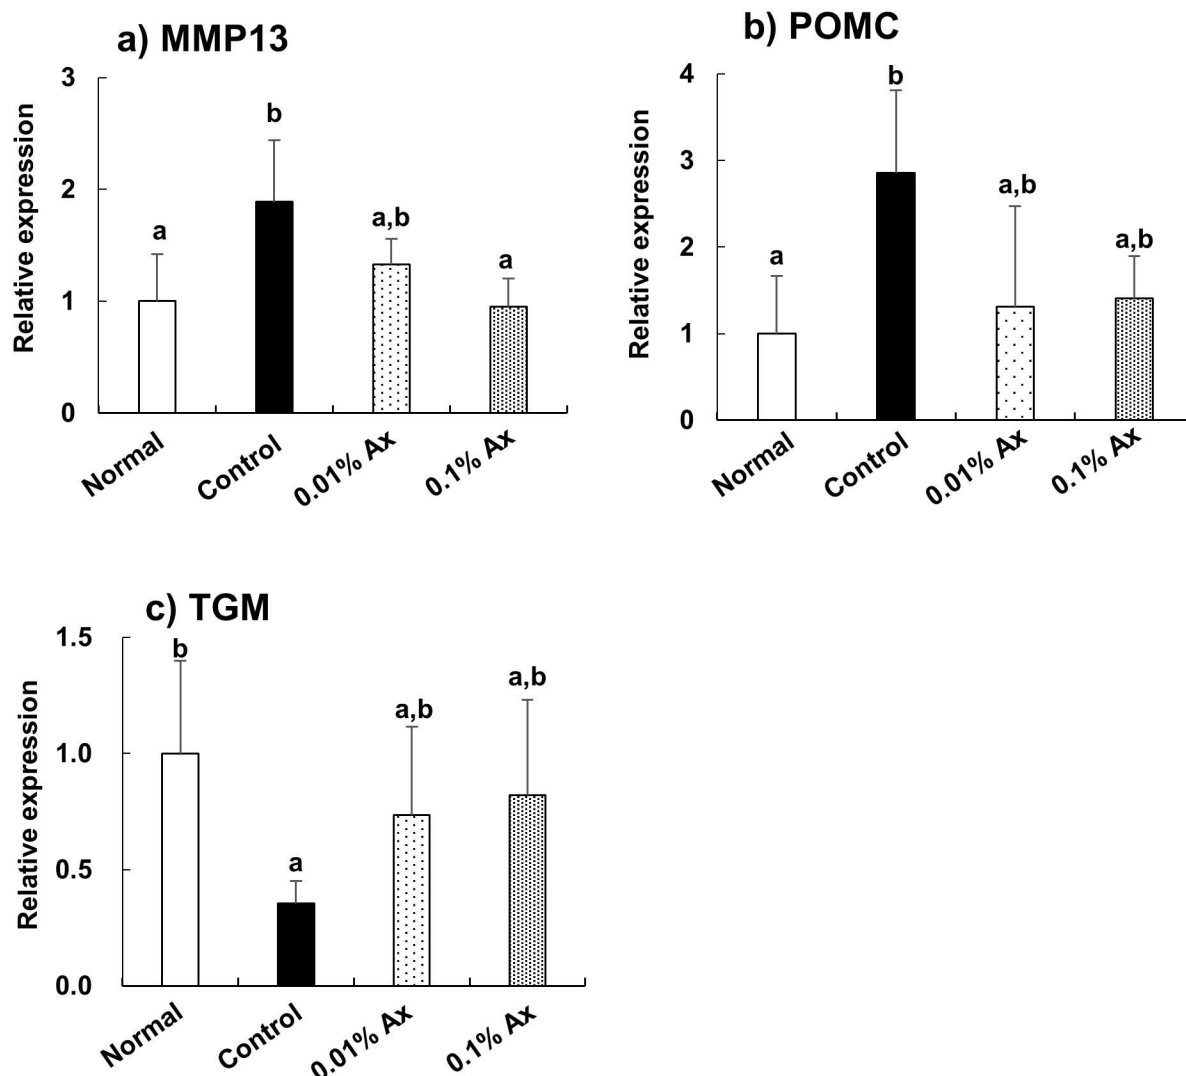 a) MMP13
Relative expression
3
2
1
0
a
b
a,b
a
Normal
Control
0.01% Ax
0.1% Ax
b) POMC
Relative expression
4
3
2
1
0
a
b
a,b
a,b
Normal
Control
0.01% Ax
0.1% Ax
c) TGM
Relative expression
1.5
1.0
0.5
0.0
b
a
a,b
a,b
Normal
Control
0.01% Ax
0.1% Ax